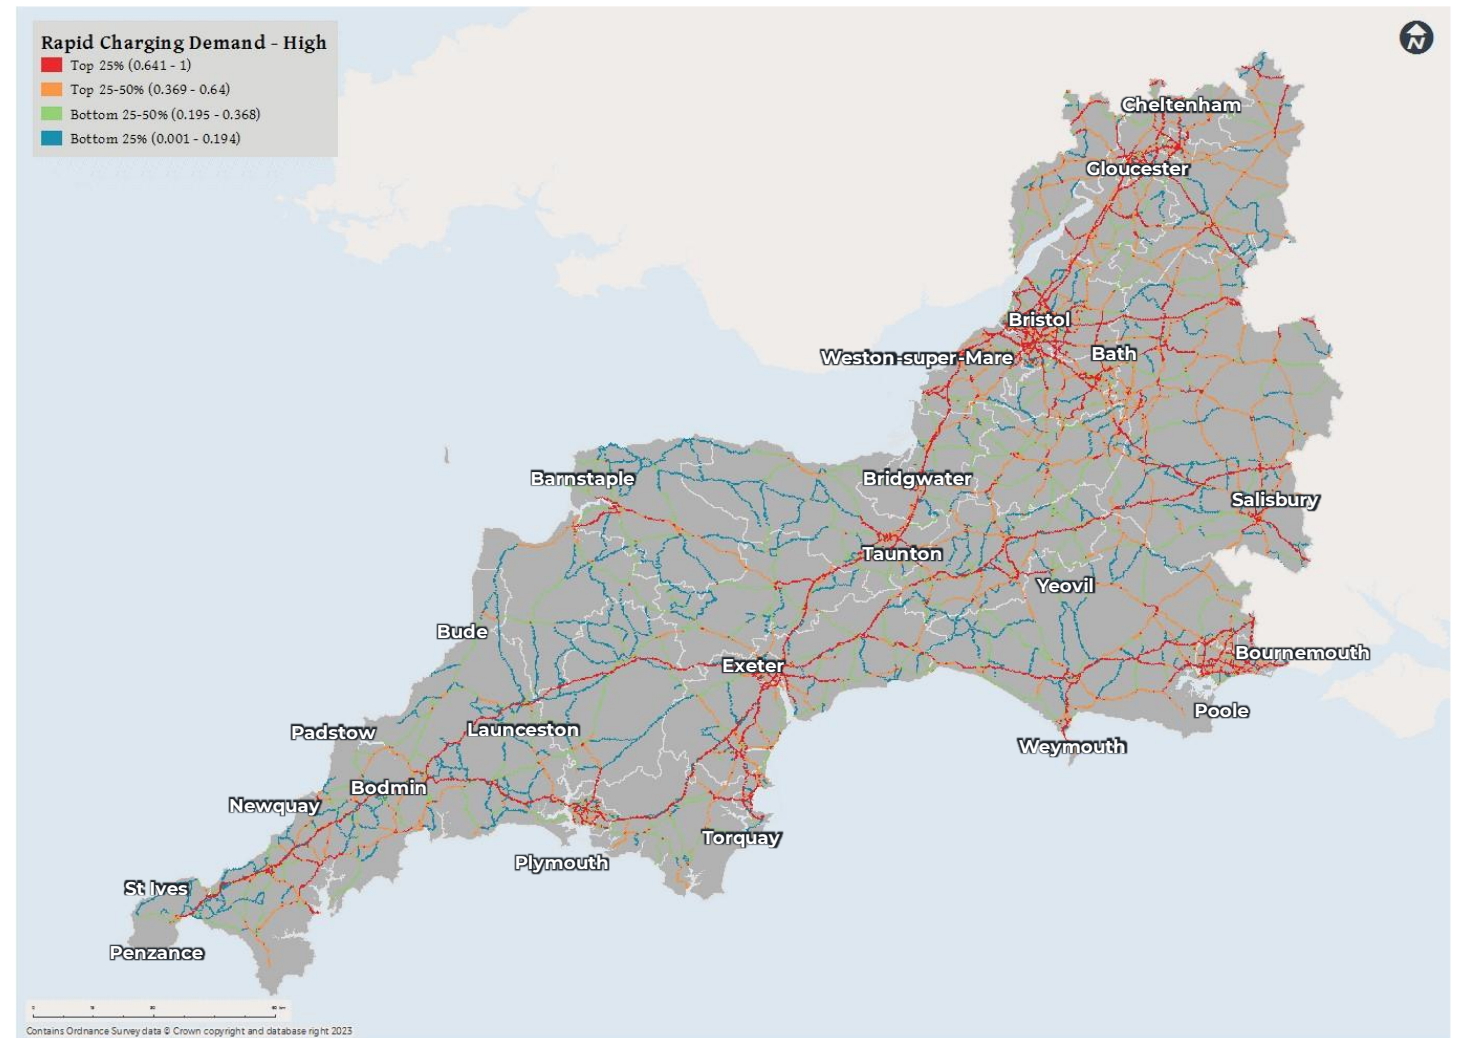 Rapid Charging Demand - High
Top 25% (0.641 - 1)
Top 25-50% (0.369 - 0.64)
Bottom 25-50% (0.195 - 0.368)
Bottom 25% (0.001 - 0.194)
N
Cheltenham
Gloucester
Bristol
Weston-super-Mare
Bath
Barnstaple
Bridgwater
Salisbury
Taunton
Yeovil
Bude
Exeter
Bournemouth
Poole
Padstow
Launceston
Weymouth
Bodmin
Newquay
Torquay
Plymouth
St Ives
Penzance
Contains Ordnance Survey data © Crown copyright and database right 2023